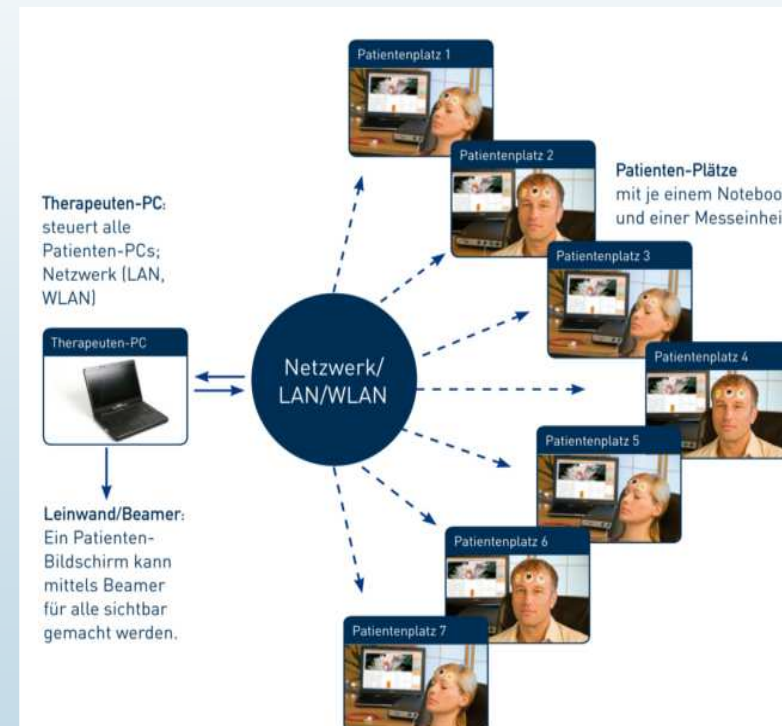 Patientenplatz 1
Patientenplatz 2
Patienten-Plätze
mit je einem Noteboo
und einer Messeinhei
Therapeuten-PC:
steuert alle
Patienten-PCs;
Netzwerk (LAN,
WLAN)
Patientenplatz 3
Therapeuten-PC
Netzwerk/
LAN/WLAN
Patientenplatz 4
Patientenplatz 5
Leinwand/Beamer:
Ein Patienten-
Bildschirm kann
mittels Beamer
für alle sichtbar
gemacht werden.
Patientenplatz 6
Patientenplatz 7